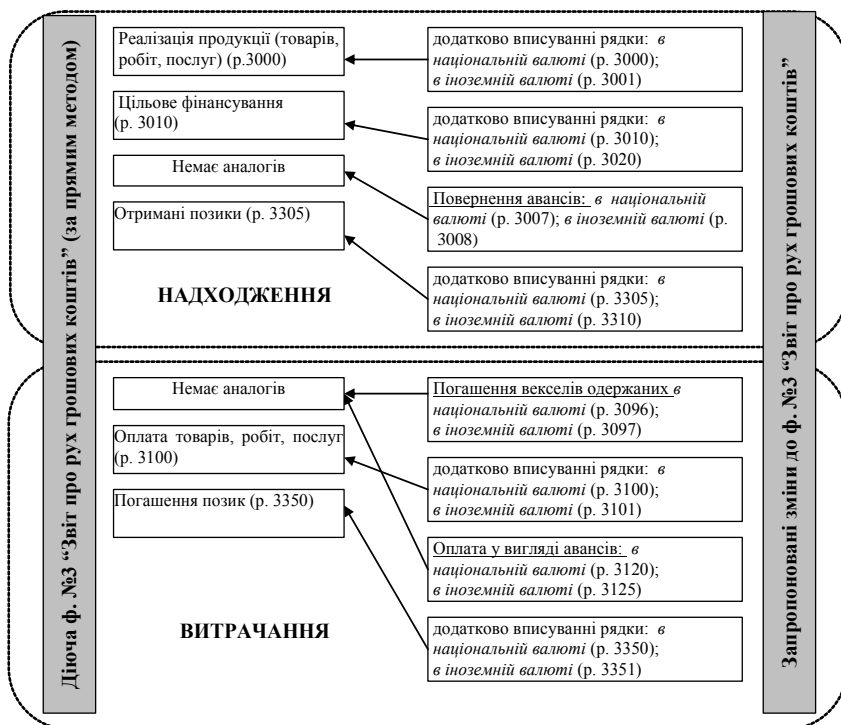 Діюча ф. №3 “Звіт про рух грошових коштів” (за прямим методом)
Реалізація продукції (товарів,
робіт, послуг) (р.3000)
Цільове фінансування
(р. 3010)
Немає аналогів
Отримані позики (р. 3305)
НАДХОДЖЕННЯ
додатково вписуванні рядки: в
національній валюті (р. 3000);
в іноземній валюті (р. 3001)
додатково вписуванні рядки: в
національній валюті (р. 3010);
в іноземній валюті (р. 3020)
Повернення авансів: в національній
валюті (р. 3007); в іноземній валюті (р.
3008)
додатково вписуванні рядки: в
національній валюті (р. 3305);
в іноземній валюті (р. 3310)
Немає аналогів
Оплата товарів, робіт, послуг
(р. 3100)
Погашення позик (р. 3350)
ВИТРАЧАННЯ
Погашення векселів одержаних в
національній валюті (р. 3096);
в іноземній валюті (р. 3097)
додатково вписуванні рядки: в
національній валюті (р. 3100);
в іноземній валюті (р. 3101)
Оплата у вигляді авансів: в
національній валюті (р. 3120);
в іноземній валюті (р. 3125)
додатково вписуванні рядки: в
національній валюті (р. 3350);
в іноземній валюті (р. 3351)
Запропоновані зміни до ф. №3 “Звіт про рух грошових коштів”